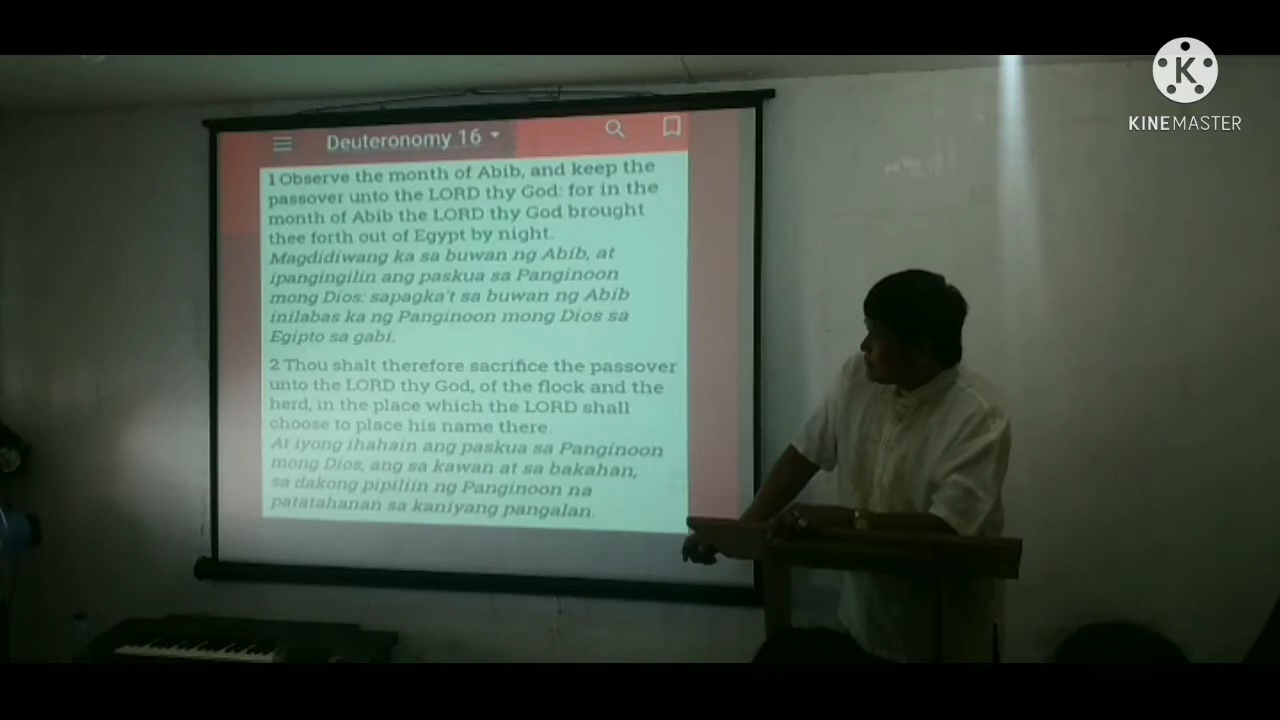 KINEMASTER
Deuteronomy 16
1 Observe the month of Abib, and keep the
passover unto the LORD thy God: for in the
month of Abib the LORD thy God brought
thee forth out of Egypt by night.
Magdidiwang ka sa buwan ng Abib, at
ipangingilin ang paskua sa Panginoon
mong Dios: sapagka't sa buwan ng Abib
inilabas ka ng Panginoon mong Dios sa
Egipto sa gabi.
2 Thou shalt therefore sacrifice the passover
unto the LORD thy God, of the flock and the
herd, in the place which the LORD shall
choose to place his name there.
At iyong ihahain ang paskua sa Panginoon
mong Dios, ang sa kawan at sa bakahan,
sa dakong pipiliin ng Panginoon na
patatahanan sa kaniyang pangalan.